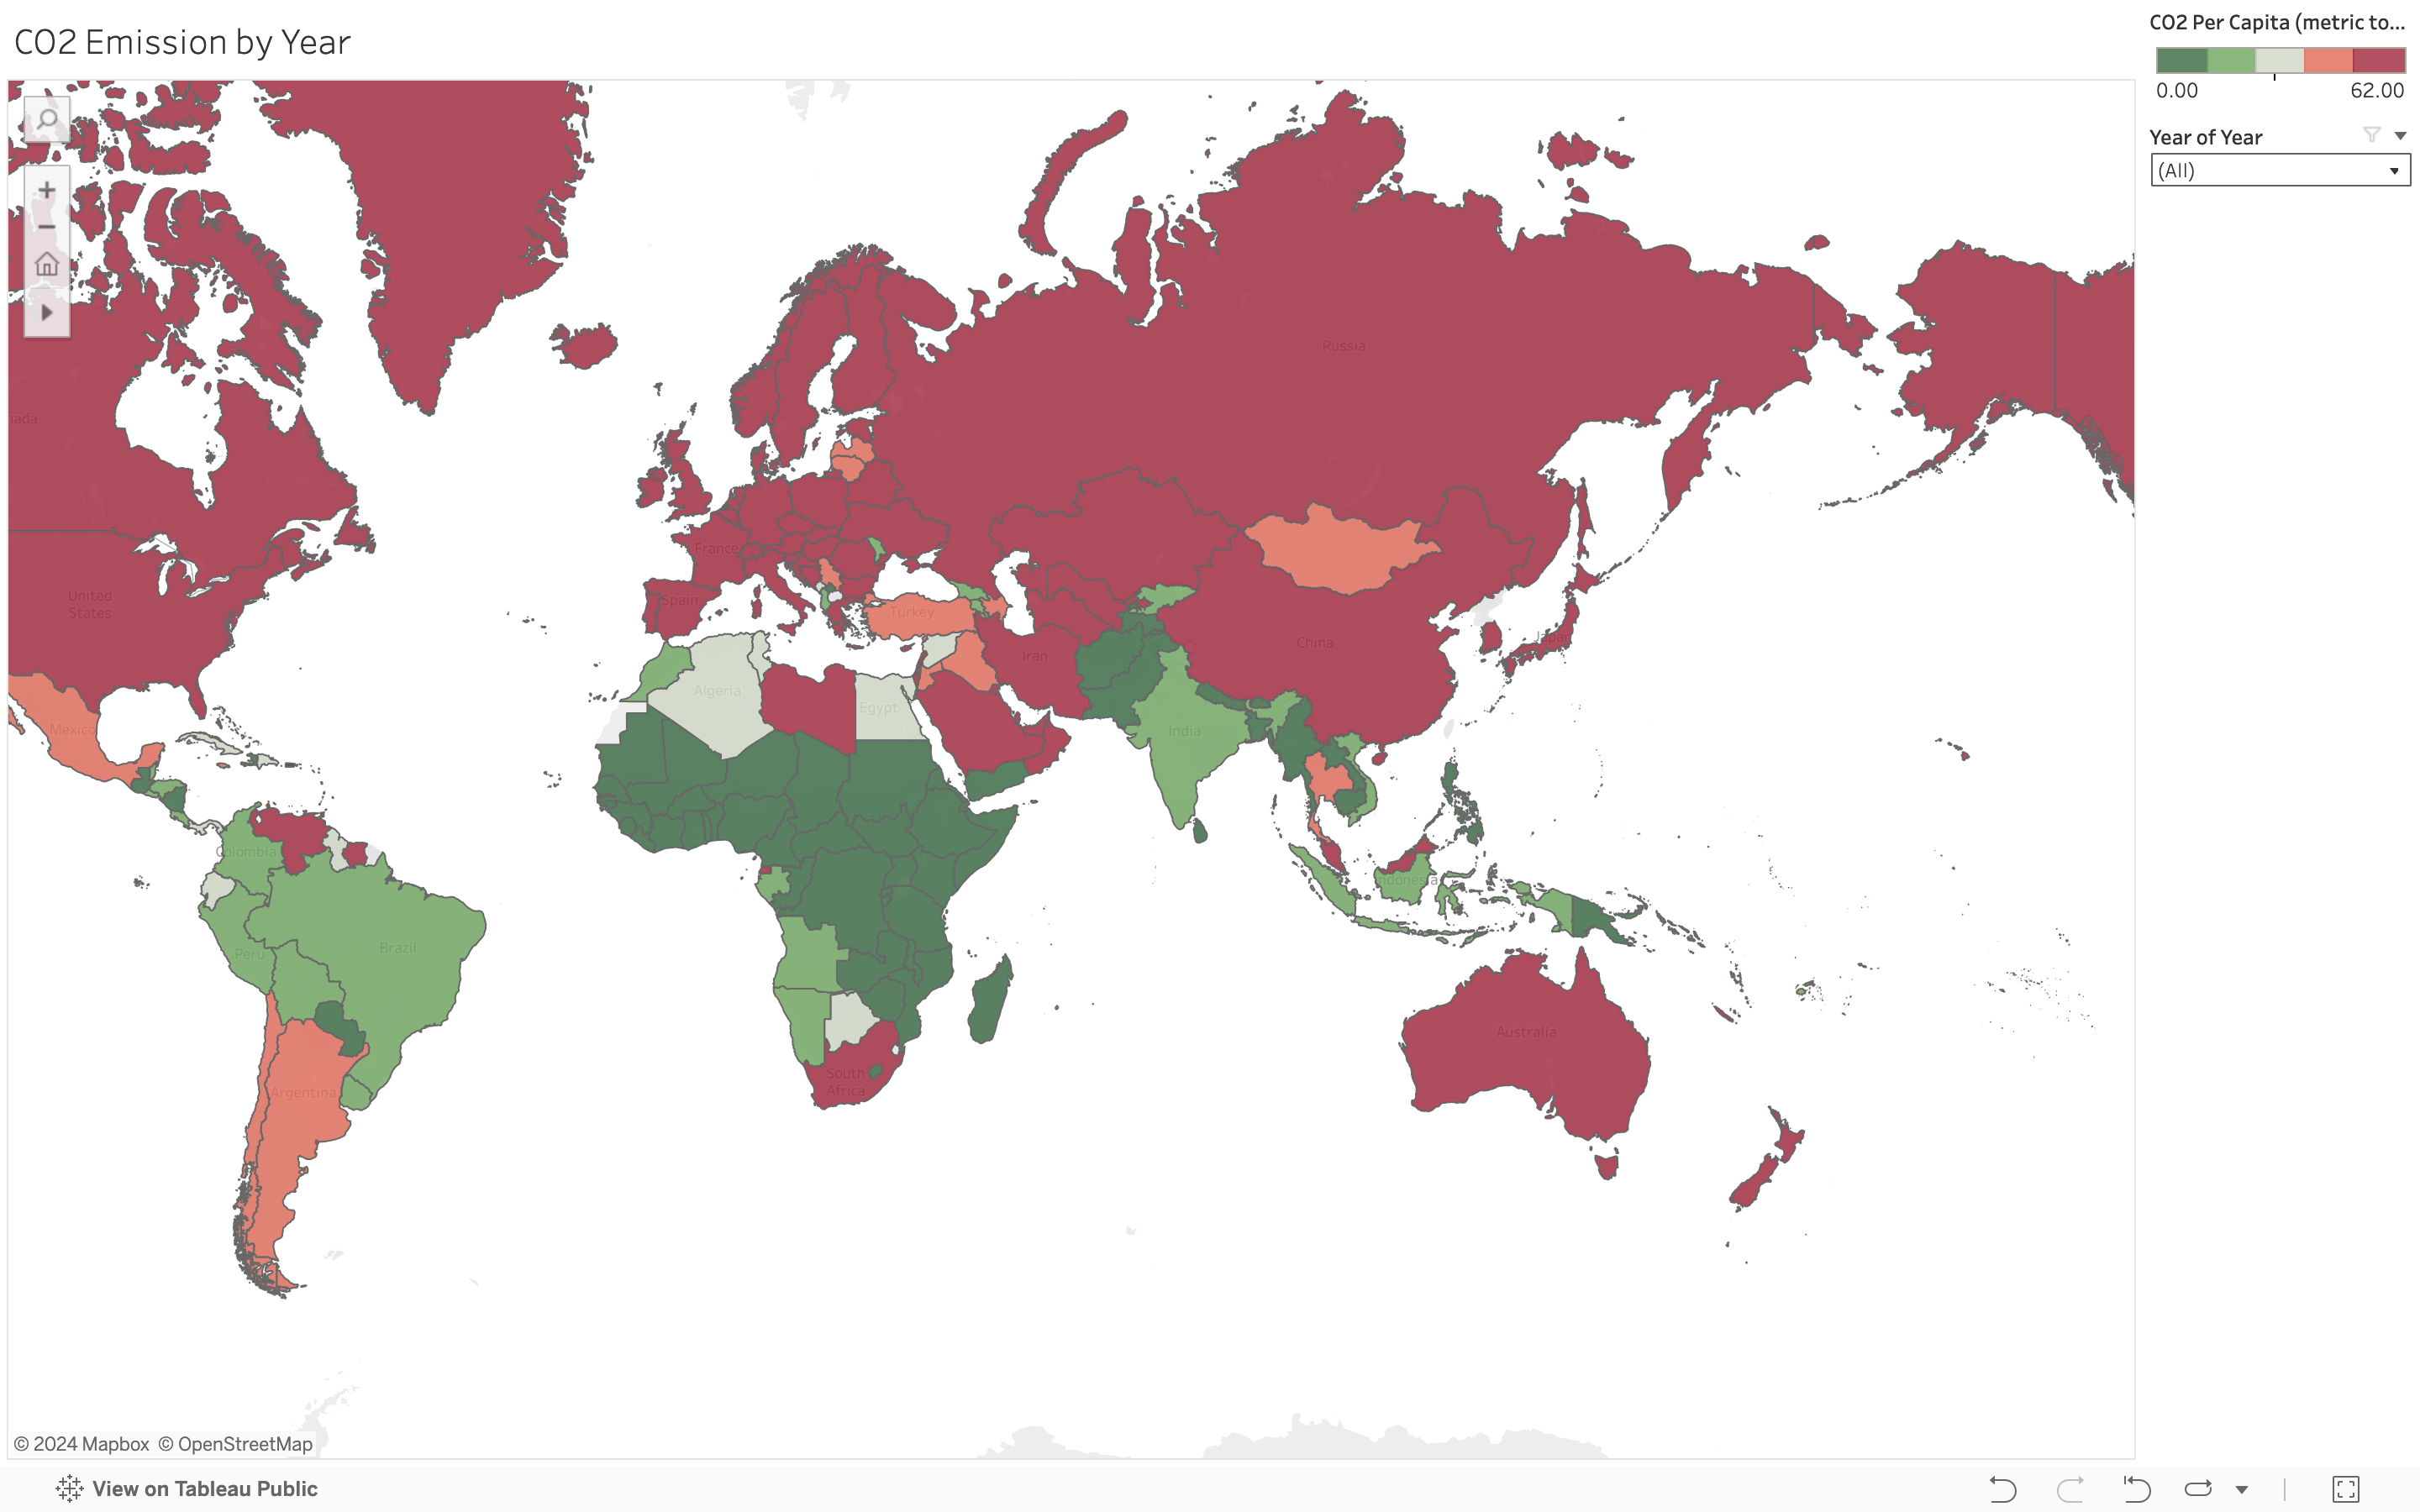 CO2 Emission by Year
CO2 Per Capita (metric to...
0.00
62.00
Year of Year
(All)
Russia
nada
France
United
States
Spain
Turkey
Japan
China
Iran
Algeria
Egypt
Mexico
India
Colombia
Indonesia
Peru
Brazil
Australia
South
Africa
Argentina
© 2024 Mapbox © OpenStreetMap
View on Tableau Public